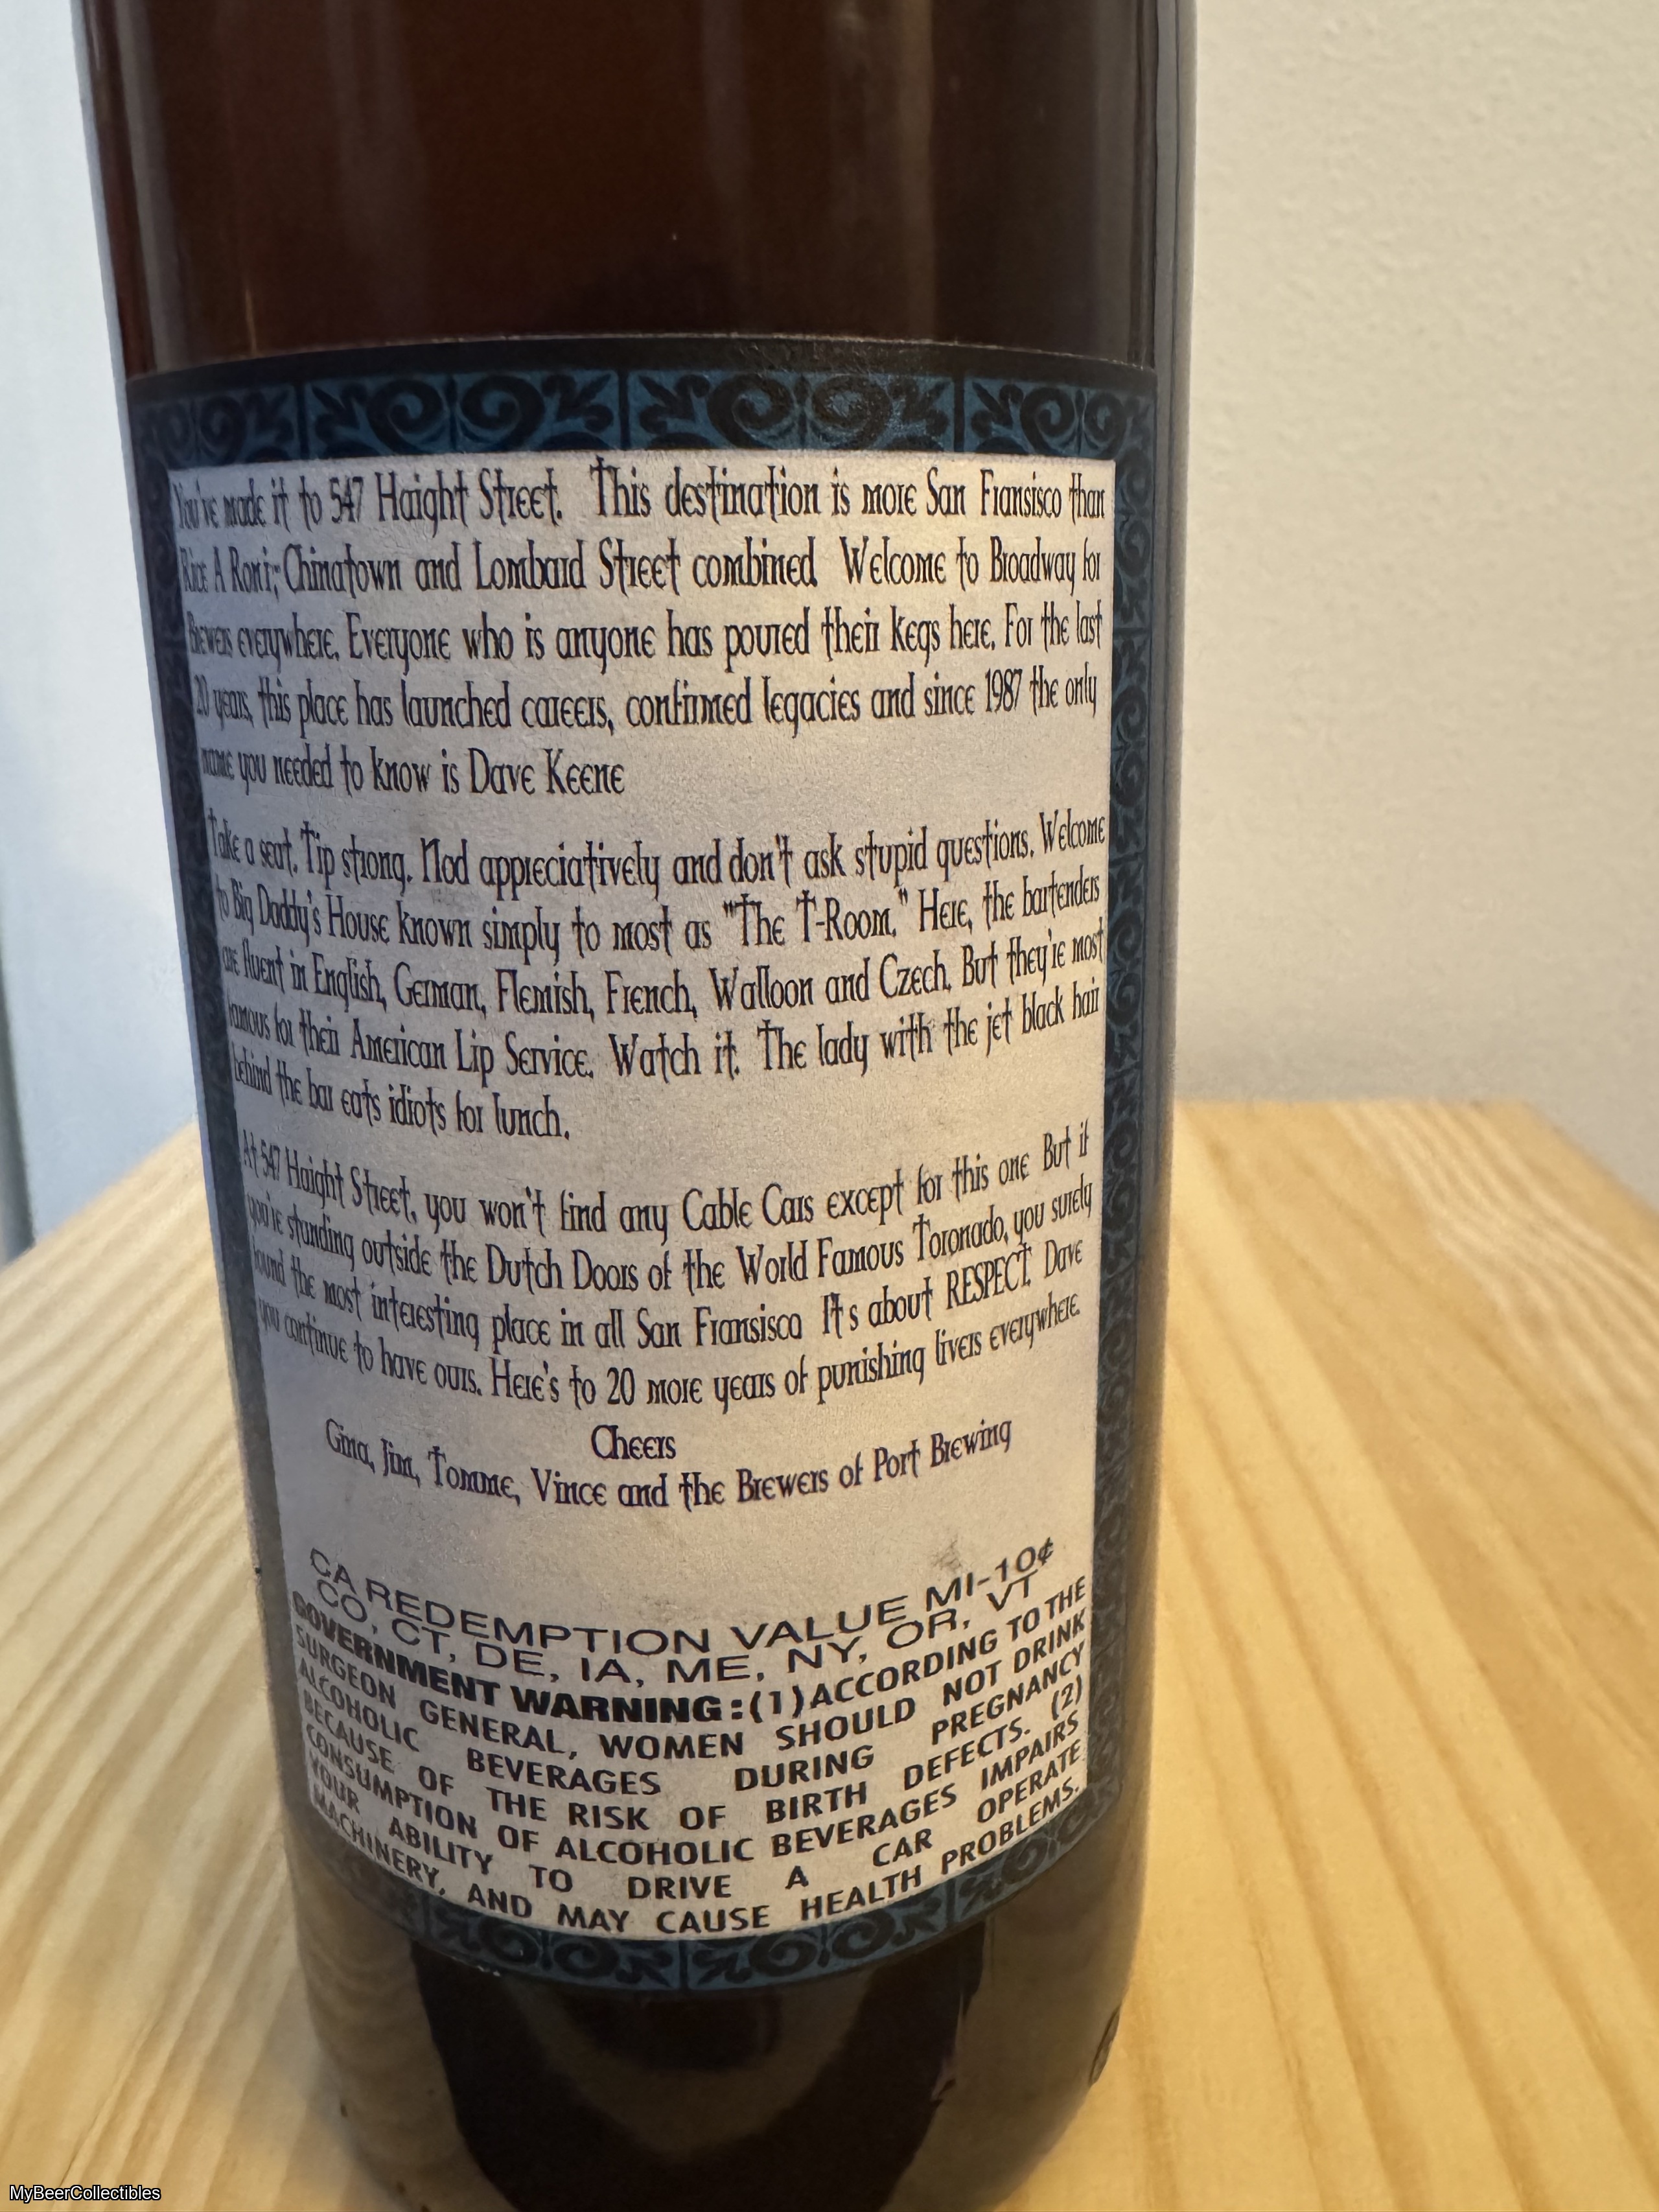 You've made it to 547 Haight Street. This destination is more San Fransisco than
Rice A Roni; Chinatown and Lombard Street combined. Welcome to Broadway for
Brewers everywhere. Everyone who is anyone has poured their kegs here. For the last
20 years, this place has launched careers, confirmed legacies and since 1987 the only
name you needed to know is Dave Keene
Take a seat. Tip strong. Nod appreciatively and don't ask stupid questions. Welcome
to Big Daddy's House known simply to most as "The T-Room." Here, the bartenders
are fluent in English, German, Flemish, French, Walloon and Czech. But they're most
famous for their American Lip Service. Watch it. The lady with the jet black hair
behind the bar eats idiots for lunch.
At 547 Haight Street, you won't find any Cable Cars except for this one But if
you're standing outside the Dutch Doors of the World Famous Toronado, you surely
found the most interesting place in all San Fransisco It's about RESPECT. Dave
you continue to have ours. Here's to 20 more years of punishing livers everywhere.
Cheers
Gina, Jim, Tomme, Vince and the Brewers of Port Brewing
CA REDEMPTION VALUE MI-10¢
CO, CT, DE, IA, ME, NY, OR, VT
GOVERNMENT WARNING:(1)ACCORDING TO THE
SURGEON GENERAL, WOMEN SHOULD NOT DRINK
ALCOHOLIC BEVERAGES DURING PREGNANCY
BECAUSE OF THE RISK OF BIRTH DEFECTS. (2)
CONSUMPTION OF ALCOHOLIC BEVERAGES IMPAIRS
YOUR ABILITY TO DRIVE A CAR OPERATE
MACHINERY, AND MAY CAUSE HEALTH PROBLEMS.
MyBeerCollectibles